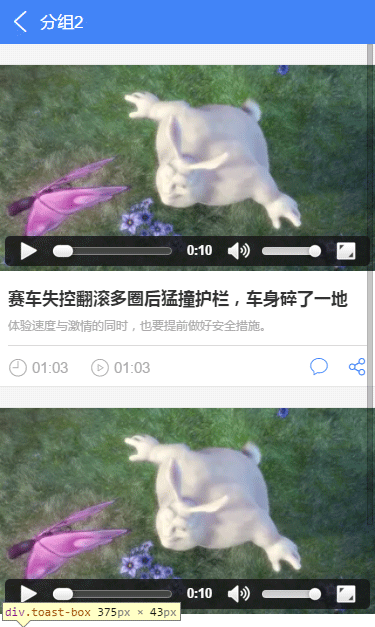 分组2
0:10
赛车失控翻滚多圈后猛撞护栏，车身碎了一地
体验速度与激情的同时，也要提前做好安全措施。
01:03 01:03
0:10
div.toast-box 375px × 43px